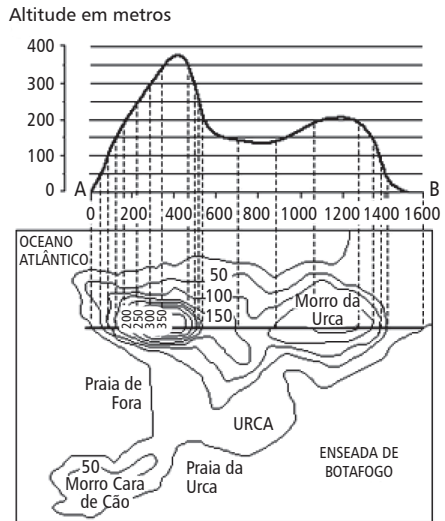 Altitude em metros
400
300
200
100
0
A
B
0 200 400 600 800 1000 1200 1400 1600
OCEANO
ATLÂNTICO
50
100
150
200
250
300
350
Morro da
Urca
Praia de
Fora
URCA
ENSEADA DE
BOTAFOGO
50
Morro Cara
de Cão
Praia da
Urca